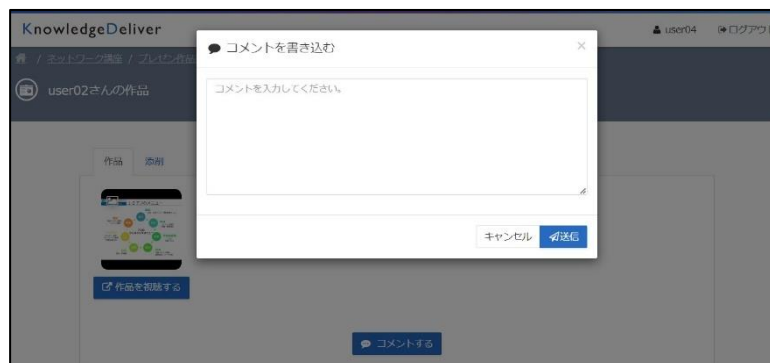 KnowledgeDeliver
user04
ログアウト
/ ネットワーク講座 / プレゼン作品
user02さんの作品
コメントを書き込む
×
コメントを入力してください。
キャンセル
送信
作品
添削
作品を視聴する
コメントする